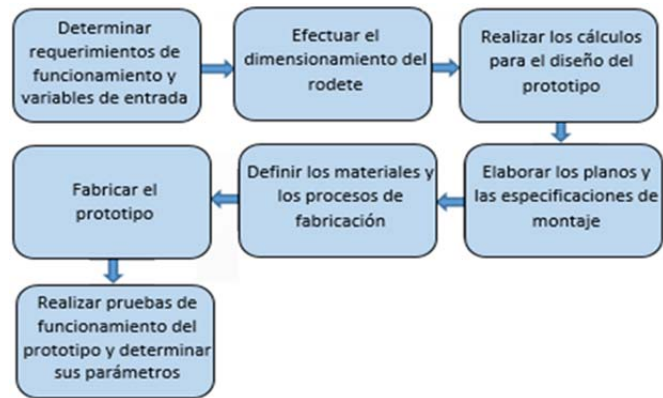 Determinar
requerimientos de
funcionamiento y
variables de entrada
Efectuar el
dimensionamiento del
rodete
Realizar los cálculos
para el diseño del
prototipo
Elaborar los planos y
las especificaciones de
montaje
Definir los materiales y
los procesos de
fabricación
Fabricar el
prototipo
Realizar pruebas de
funcionamiento del
prototipo y determinar
sus parámetros